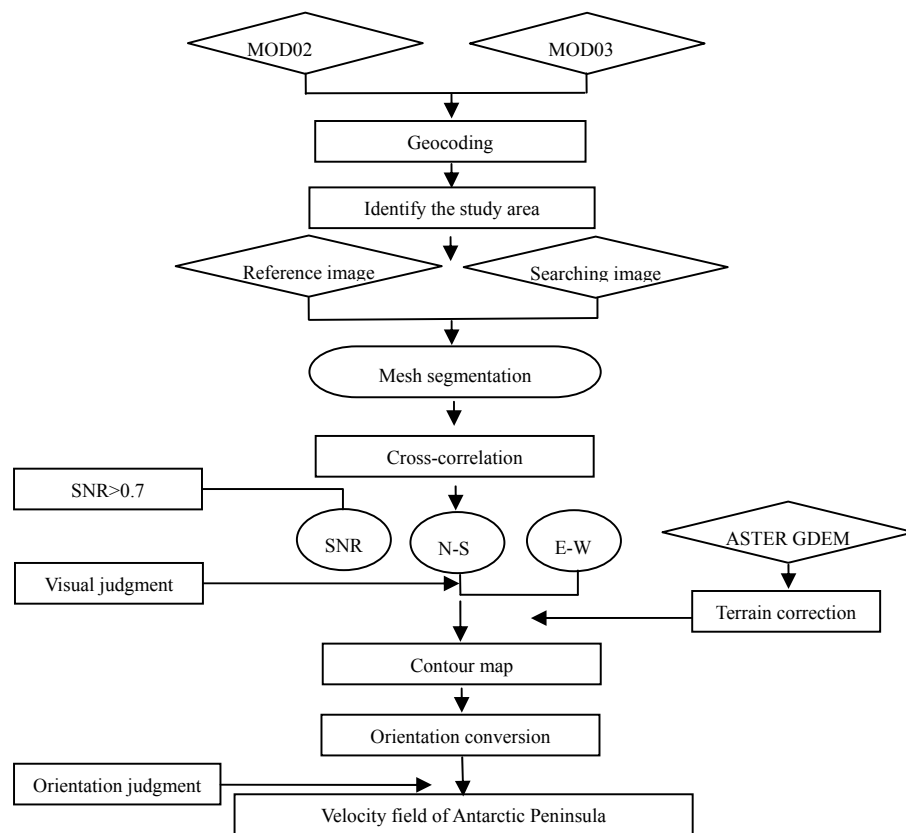 MOD02
MOD03
Geocoding
Identify the study area
Reference image
Searching image
Mesh segmentation
Cross-correlation
SNR>0.7
SNR
N-S
E-W
ASTER GDEM
Visual judgment
Terrain correction
Contour map
Orientation conversion
Orientation judgment
Velocity field of Antarctic Peninsula